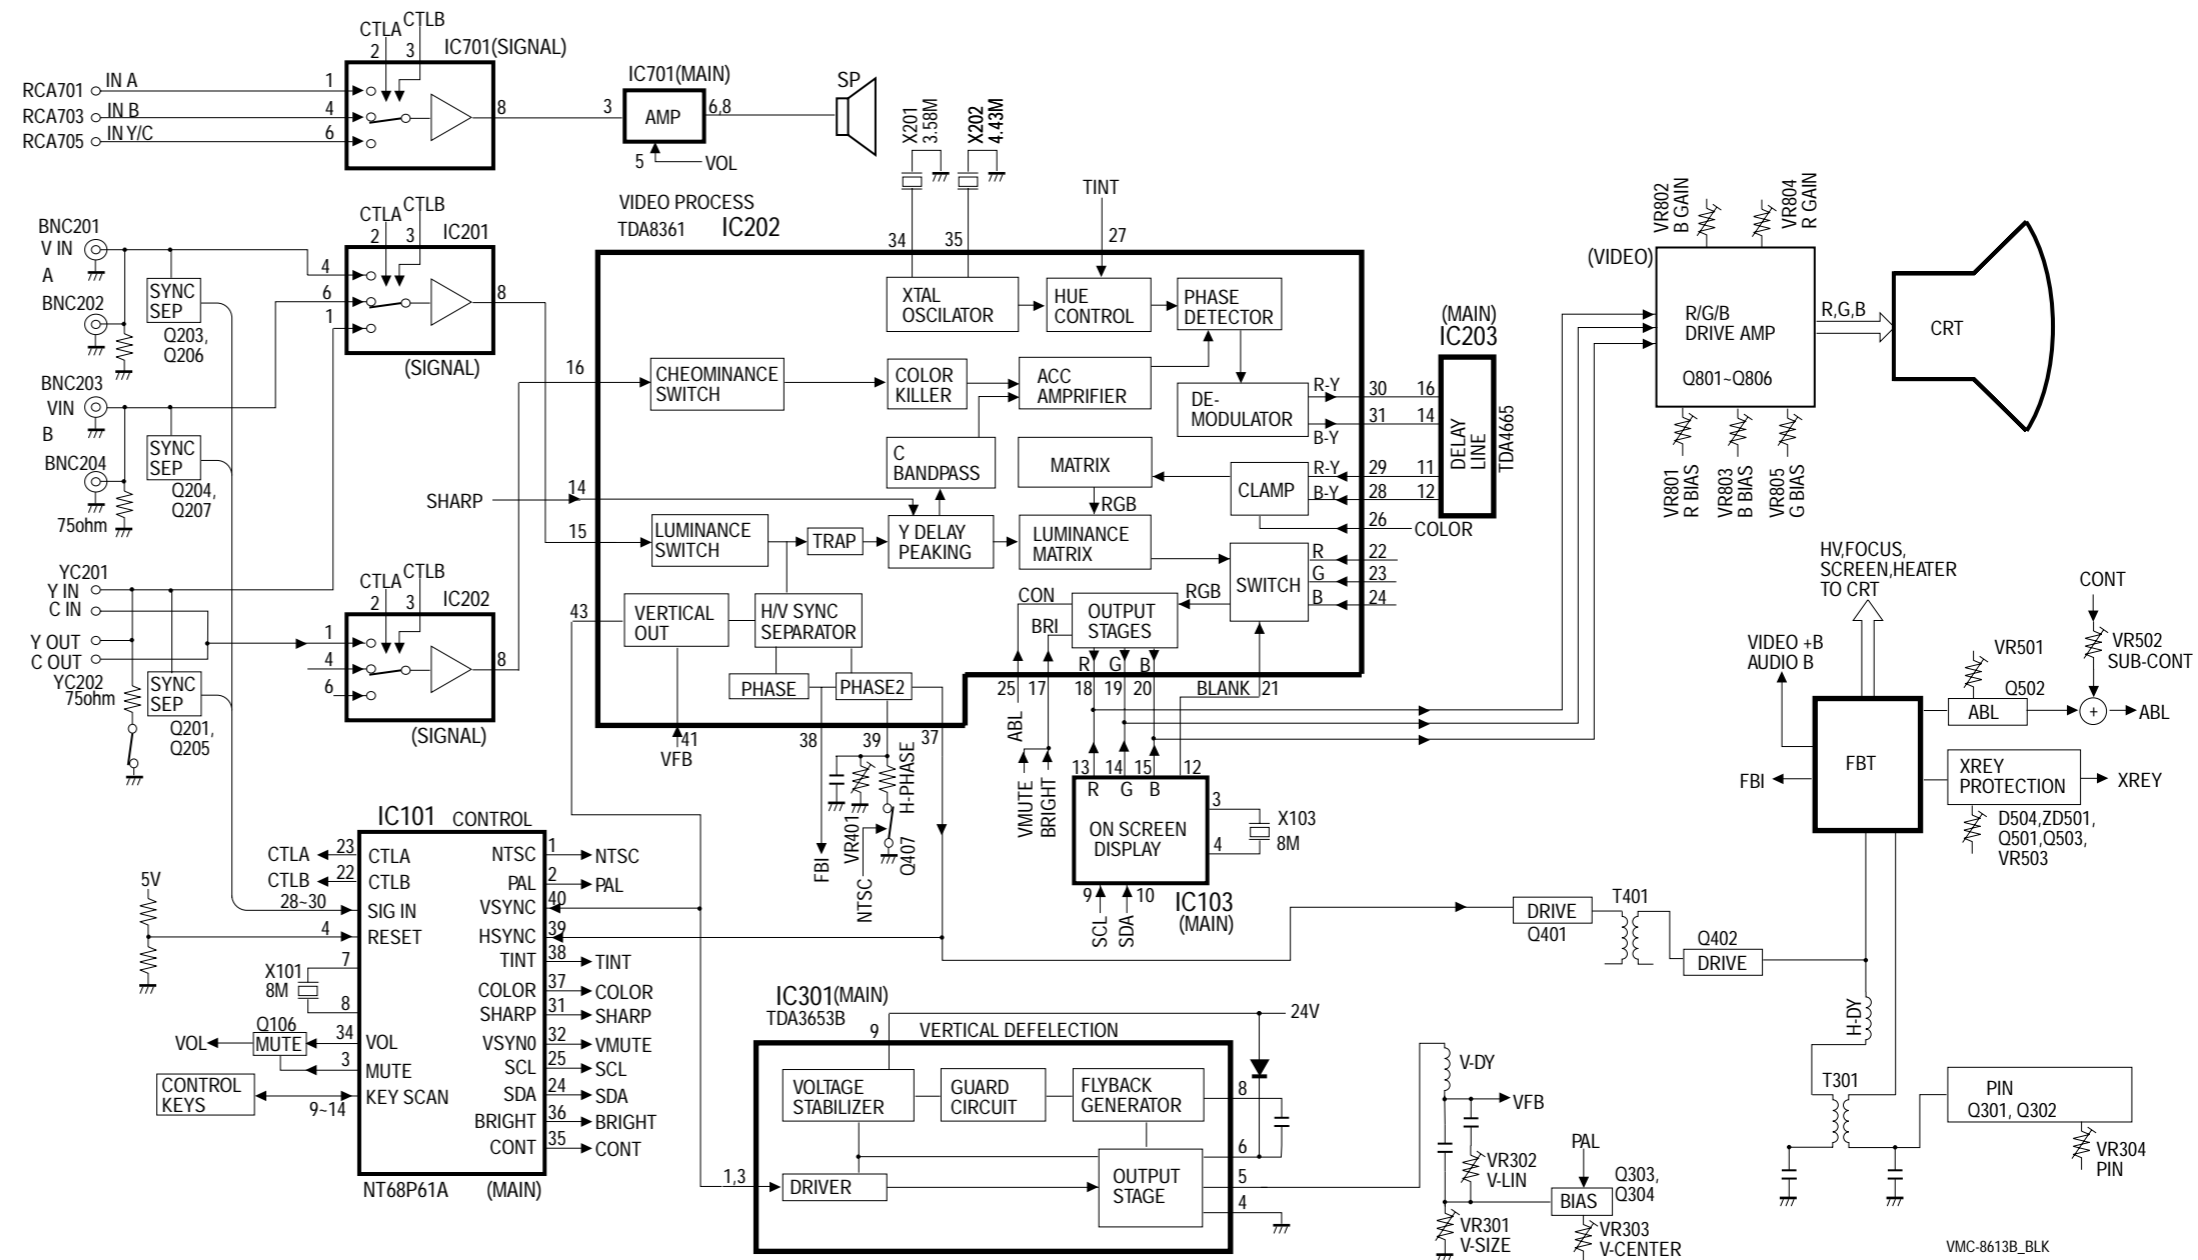 CTLA
CTLB
2
3
IC701(SIGNAL)
RCA701
IN A
1
RCA703
IN B
4
RCA705
IN Y/C
6
8
IC701(MAIN)
3
AMP
6,8
5
VOL
SP
X201
3.58M
X202
4.43M
TINT
VIDEO PROCESS
TDA8361
IC202
34
35
27
BNC201
V IN
A
BNC202
SYNC
SEP
Q203,
Q206
CTLA
CTLB
2
3
IC201
4
6
1
8
(SIGNAL)
BNC203
VIN
B
BNC204
75ohm
SYNC
SEP
Q204,
Q207
SHARP
16
14
15
YC201
Y IN
C IN
Y OUT
C OUT
YC202
75ohm
SYNC
SEP
Q201,
Q205
CTLA
CTLB
2
3
IC202
1
4
6
8
(SIGNAL)
XTAL
OSCILATOR
HUE
CONTROL
PHASE
DETECTOR
CHEOMINANCE
SWITCH
COLOR
KILLER
ACC
AMPRIFIER
DE-
MODULATOR
R-Y
30
16
31
14
B-Y
C
BANDPASS
MATRIX
CLAMP
R-Y
29
11
B-Y
28
12
RGB
26
COLOR
LUMINANCE
SWITCH
TRAP
Y DELAY
PEAKING
LUMINANCE
MATRIX
SWITCH
R
22
G
23
B
24
43
VERTICAL
OUT
H/V SYNC
SEPARATOR
CON
BRI
OUTPUT
STAGES
RGB
PHASE
PHASE2
R
G
B
25
17
18
19
20
BLANK
21
41
VFB
38
39
37
(MAIN)
IC203
DELAY
LINE
TDA4665
FBI
VR401
NTSC
H-PHASE
Q407
ABL
VMUTE
BRIGHT
13
14
15
12
R
G
B
ON SCREEN
DISPLAY
3
4
X103
8M
9
10
IC103
(MAIN)
SCL
SDA
VR802
B GAIN
VR804
R GAIN
(VIDEO)
R/G/B
DRIVE AMP
Q801~Q806
R,G,B
CRT
VR801
R BIAS
VR803
B BIAS
VR805
G BIAS
HV,FOCUS,
SCREEN,HEATER
TO CRT
CONT
VR502
SUB-CONT
VIDEO +B
AUDIO B
VR501
Q502
ABL
+
ABL
FBT
FBI
XREY
PROTECTION
XREY
D504,ZD501,
Q501,Q503,
VR503
IC101
CONTROL
CTLA
23
CTLA
CTLB
22
CTLB
28~30
SIG IN
5V
4
RESET
X101
8M
7
8
VOL
Q106
MUTE
34
VOL
3
MUTE
CONTROL
KEYS
9~14
KEY SCAN
NTSC
1
NTSC
PAL
2
PAL
VSYNC
40
HSYNC
39
TINT
38
TINT
COLOR
37
COLOR
SHARP
31
SHARP
VSYN0
32
VMUTE
SCL
25
SCL
SDA
24
SDA
BRIGHT
36
BRIGHT
CONT
35
CONT
NT68P61A
(MAIN)
IC301(MAIN)
TDA3653B
9
VERTICAL DEFELECTION
24V
VOLTAGE
STABILIZER
GUARD
CIRCUIT
FLYBACK
GENERATOR
8
6
5
4
1,3
DRIVER
OUTPUT
STAGE
DRIVE
Q401
T401
Q402
DRIVE
H-DY
T301
PIN
Q301, Q302
VR304
PIN
V-DY
VFB
VR302
V-LIN
PAL
Q303,
Q304
BIAS
VR301
V-SIZE
VR303
V-CENTER
VMC-8613B_BLK